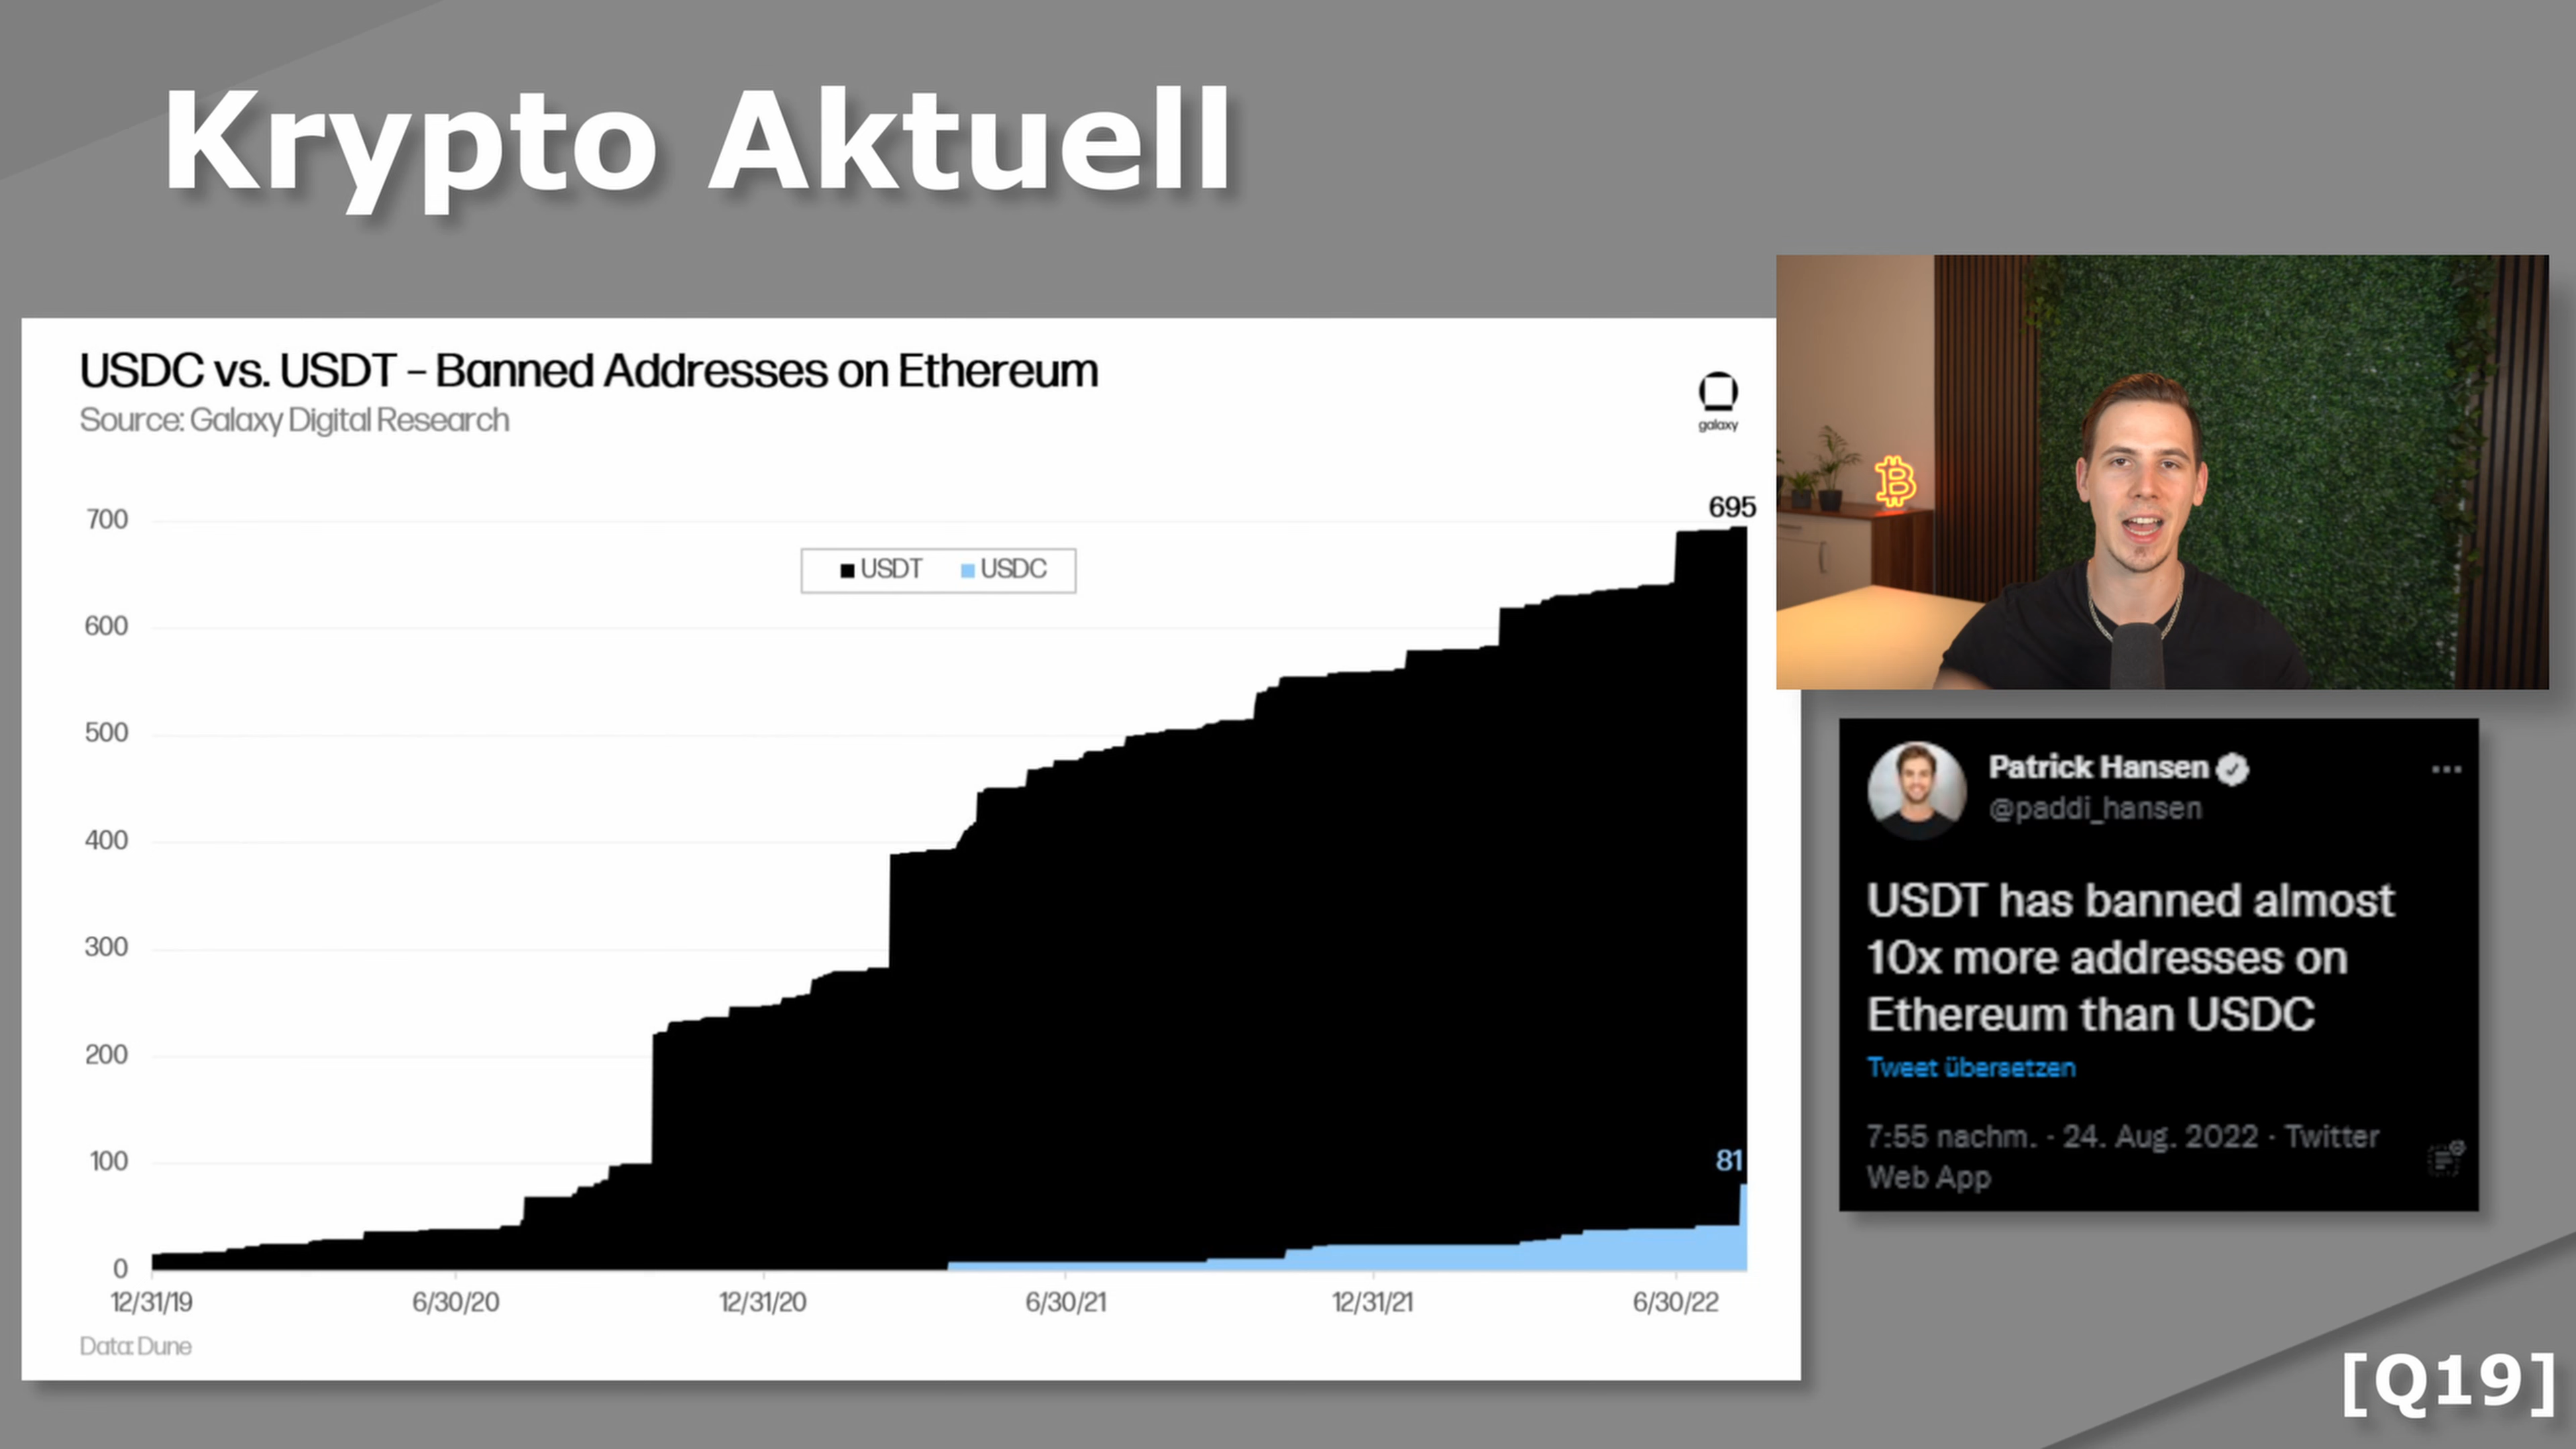 Krypto Aktuell
USDC vs. USDT – Banned Addresses on Ethereum
Source: Galaxy Digital Research
galaxy
695
700
USDT USDC
600
500
400
300
200
100
81
0
12/31/19 6/30/20 12/31/20 6/30/21 12/31/21 6/30/22
Data: Dune
Patrick Hansen
@paddi_hansen
USDT has banned almost
10x more addresses on
Ethereum than USDC
Tweet übersetzen
7:55 nachm. · 24. Aug. 2022 · Twitter
Web App
[Q19]